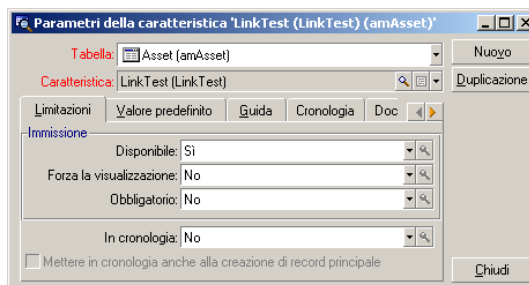 Parametri della caratteristica 'LinkTest (LinkTest) (amAsset)'
Tabella: Asset (amAsset) Nuovo
Caratteristica: LinkTest (LinkTest) Duplicazione
Limitazioni Valore predefinito Guida Cronologia Doc
Immissione
Disponibile: Sì
Forza la visualizzazione: No
Obbligatorio: No
In cronologia: No
Mettere in cronologia anche alla creazione di record principale
Chiudi